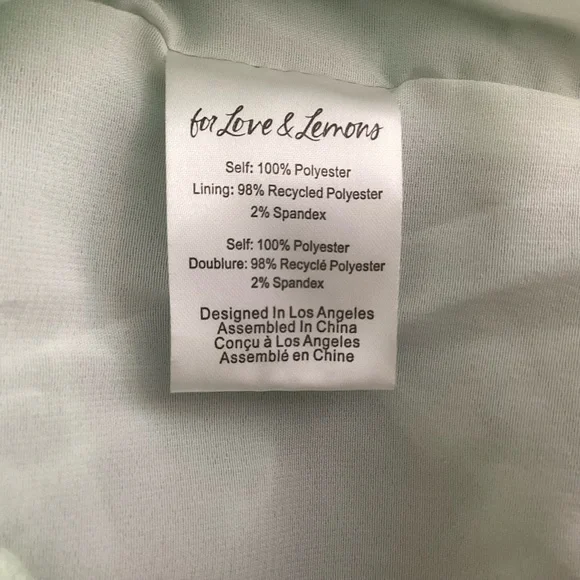 for Love & Lemons
Self: 100% Polyester
Lining: 98% Recycled Polyester
2% Spandex
Self: 100% Polyester
Doublure: 98% Recyclé Polyester
2% Spandex
Designed In Los Angeles
Assembled In China
Conçu à Los Angeles
Assemblé en Chine